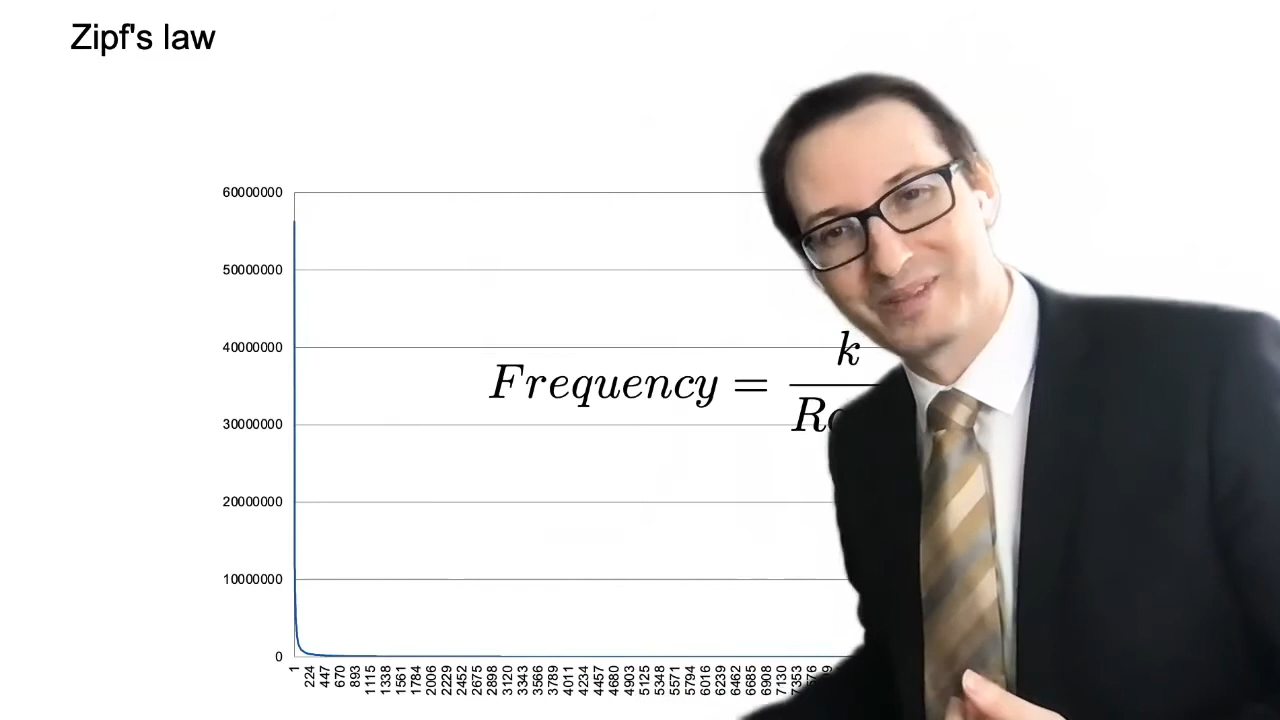 Zipf's law
60000000
50000000
40000000
30000000
20000000
10000000
0
Frequency = k
1 224 447 670 893 1115 1338 1561 1784 2006 2229 2452 2675 2898 3120 3343 3566 3789 4011 4234 4457 4680 4903 5125 5348 5571 5794 6016 6239 6462 6685 6908 7130 7353